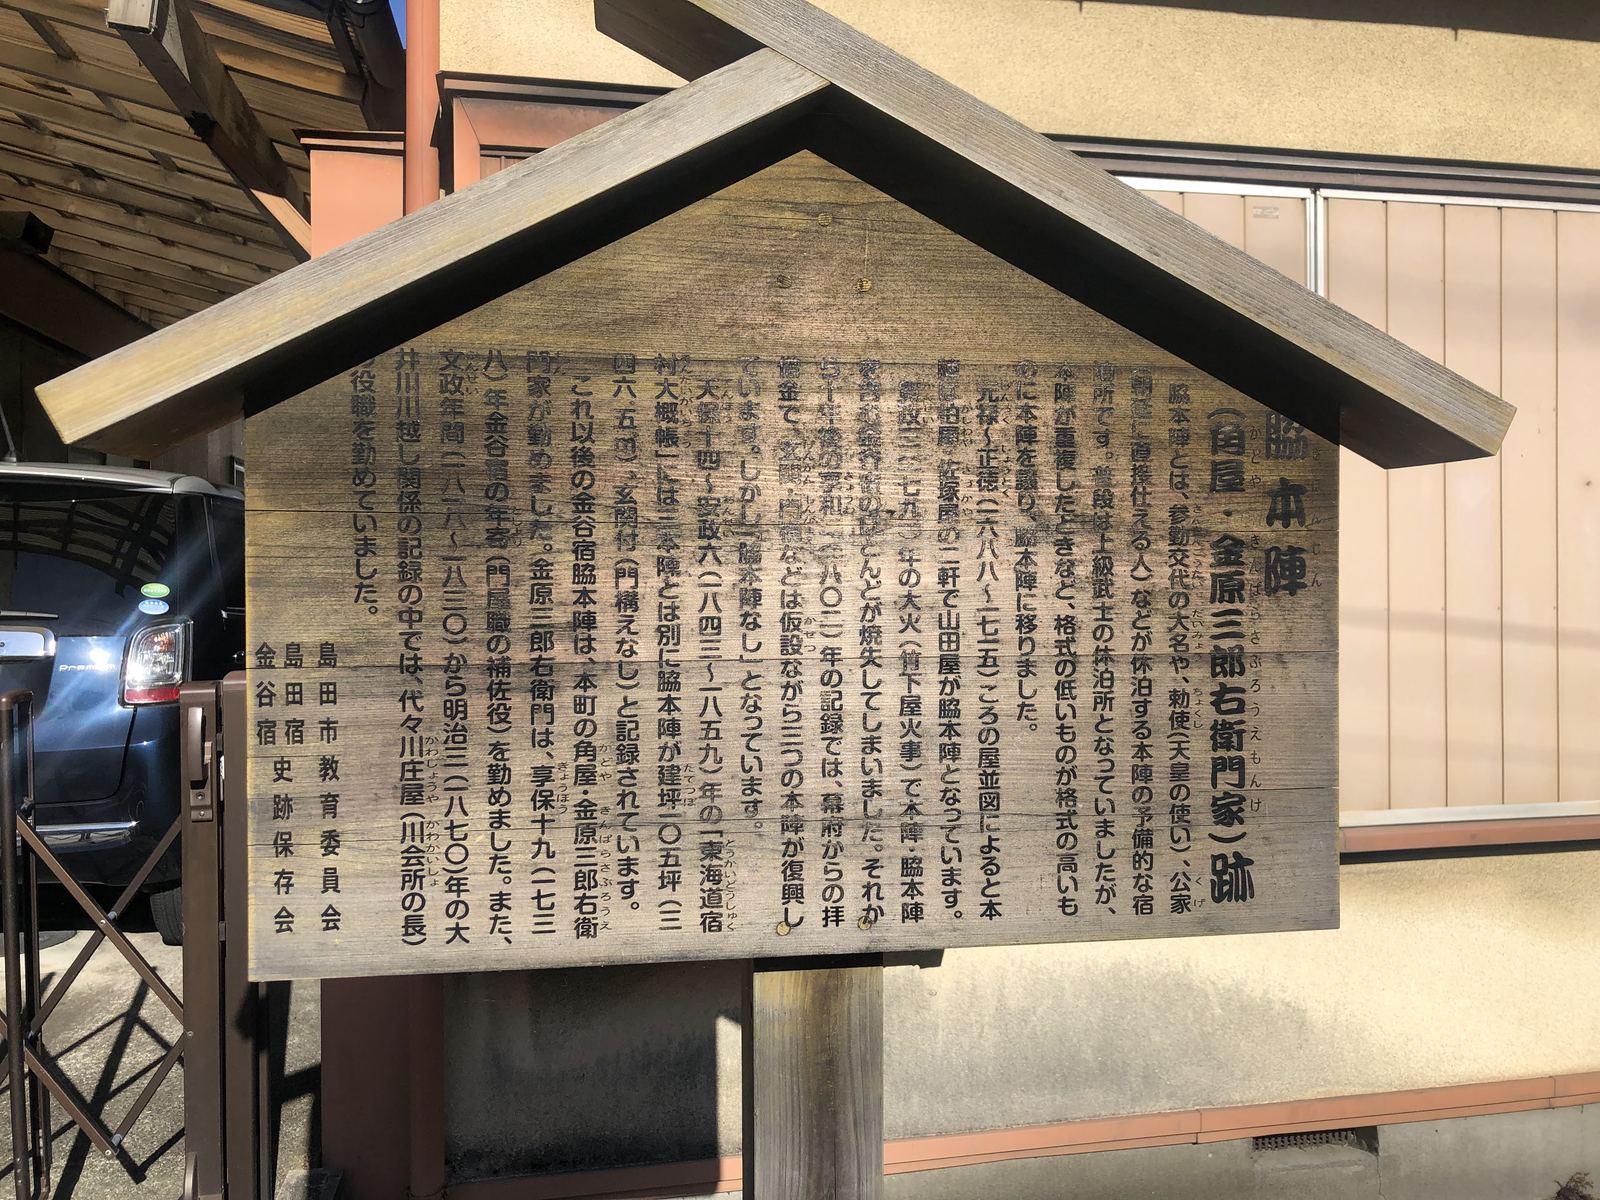 脇本陣
(角屋・金原三郎右衛門家)跡
脇本陣とは、参勤交代の大名や、勅使(天皇の使い)、公家
(朝廷に直接仕える人)などが休泊する本陣の予備的な宿
泊所です。普段は上級武士の休泊所となっていましたが、
本陣が重複したときなど、格式の低いものが格式の高いも
のに本陣を譲り、脇本陣に移りました。
元禄～正徳(一六八八～一七一五)ころの屋並図によると本
陣は柏屋・佐塚屋の二軒で山田屋が脇本陣となっています。
寛政三(一七九一)年の大火(竹下屋火事)で本陣・脇本陣
を含め金谷宿のほとんどが焼失してしまいました。それか
ら十年後の享和二(一八〇二)年の記録では、幕府からの拝
借金で、玄関・内証などは仮設ながら三つの本陣が復興し
ています。しかし「脇本陣なし」となっています。
天保十四～安政六(一八四三～一八五九)年の「東海道宿
村大概帳」には三本陣とは別に脇本陣が建坪一〇五坪(三
四六・五㎡)、玄関付(門構えなし)と記録されています。
これ以後の金谷宿脇本陣は、本町の角屋・金原三郎右衛
門家が勤めました。金原三郎右衛門は、享保十九(一七三
八)年金谷宿の年寄(門屋職の補佐役)を勤めました。また、
文政年間(一八一八～一八三〇)から明治三(一八七〇)年の大
井川川越し関係の記録の中では、代々川庄屋(川会所の長)
の役職を勤めていました。
島田市教育委員会
島田宿
金谷宿
史跡保存会